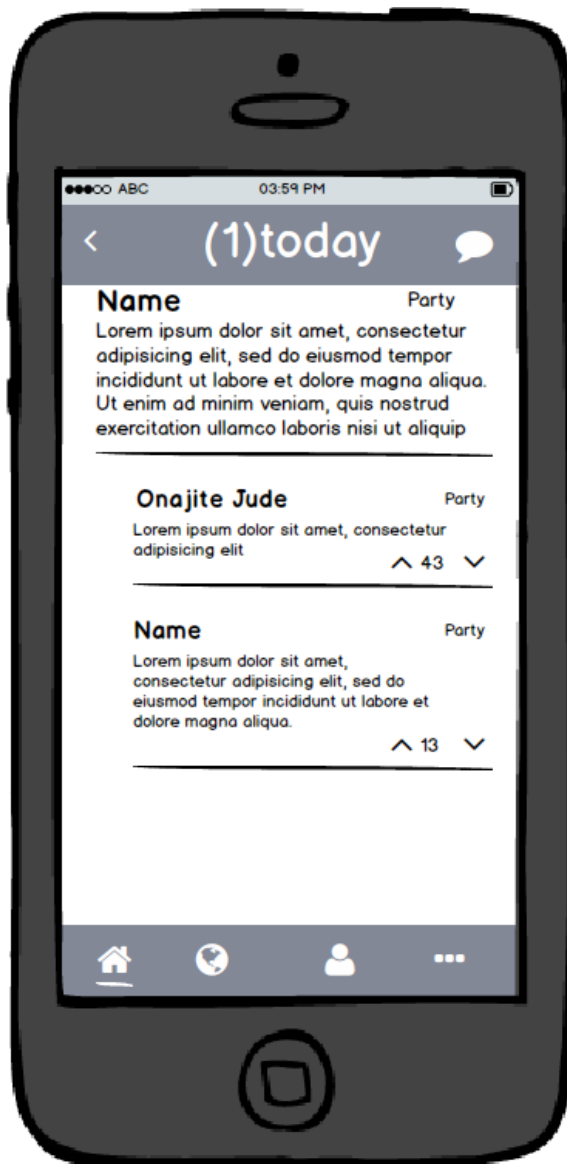 ABC 03:59 PM
(1)today
Name Party
Lorem ipsum dolor sit amet, consectetur
adipisicing elit, sed do eiusmod tempor
incididunt ut labore et dolore magna aliqua.
Ut enim ad minim veniam, quis nostrud
exercitation ullamco laboris nisi ut aliquip
Onajite Jude Party
Lorem ipsum dolor sit amet, consectetur
adipisicing elit
43
Name Party
Lorem ipsum dolor sit amet,
consectetur adipisicing elit, sed do
eiusmod tempor incididunt ut labore et
dolore magna aliqua.
13